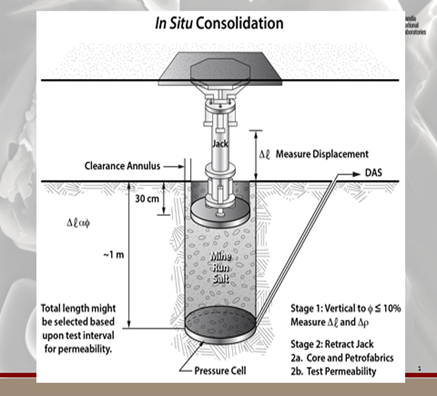 In Situ Consolidation
Jack
Δℓ Measure Displacement
Clearance Annulus
DAS
30 cm
Δℓαϕ
~1 m
Mine
Run
Salt
Total length might
be selected based
upon test interval
for permeability.
Stage 1: Vertical to ϕ ≤ 10%
Measure Δℓ and Δρ
Stage 2: Retract Jack
2a. Core and Petrofabrics
2b. Test Permeability
Pressure Cell
1